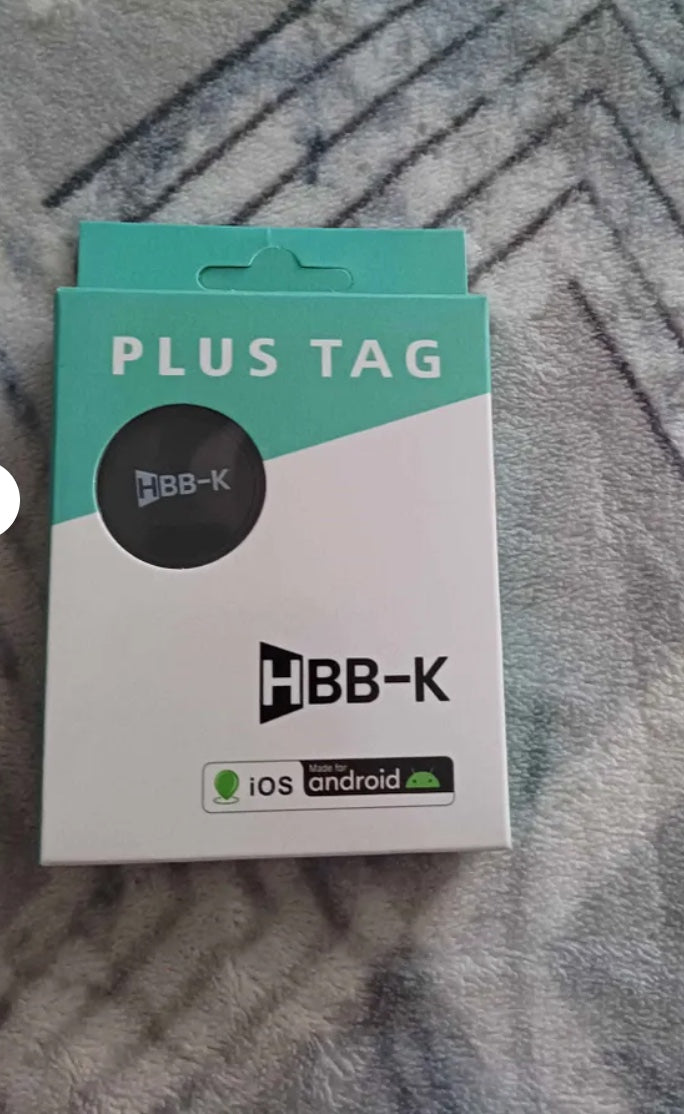 PLUS TAG
HBB-K
HBB-K
iOS
Made for
android